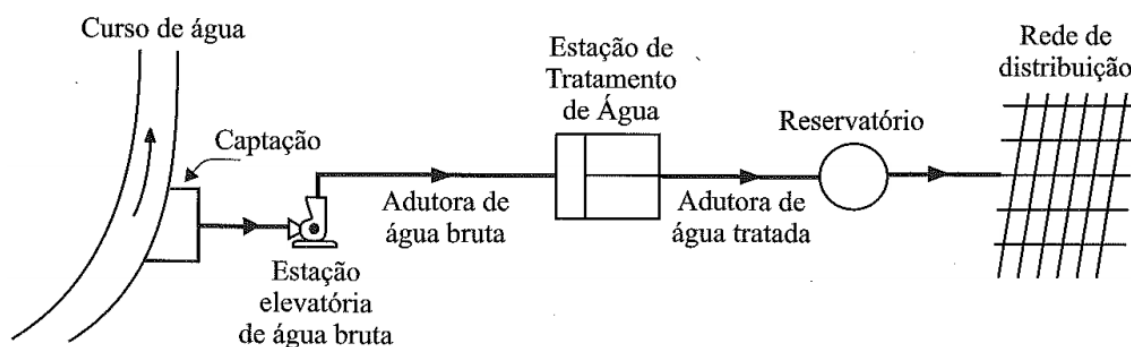 Curso de água
Captação
Estação
elevatória
de água bruta
Adutora de
água bruta
Estação de
Tratamento
de Água
Adutora de
água tratada
Reservatório
Rede de
distribuição